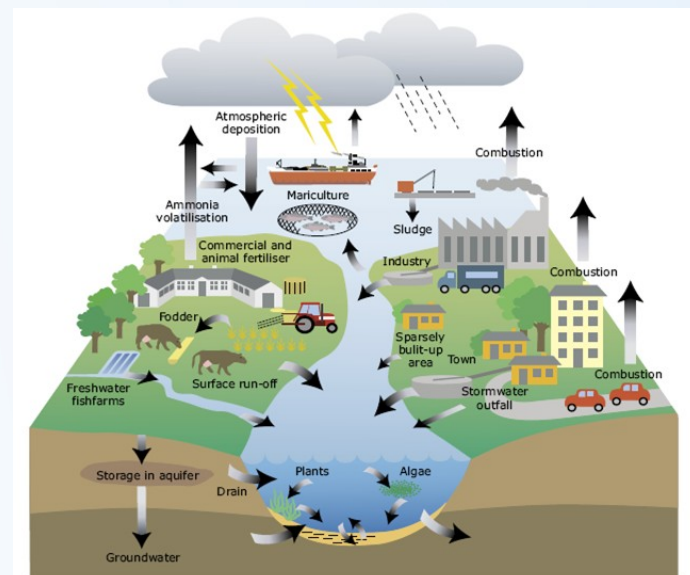 Atmospheric
deposition
Combustion
Mariculture
Ammonia
volatilisation
Sludge
Commercial and
animal fertiliser
Industry
Combustion
Fodder
Sparsely
bulit-up
area
Town
Freshwater
fishfarms
Surface run-off
Stormwater
outfall
Combustion
Storage in aquifer
Plants
Algae
Drain
Groundwater